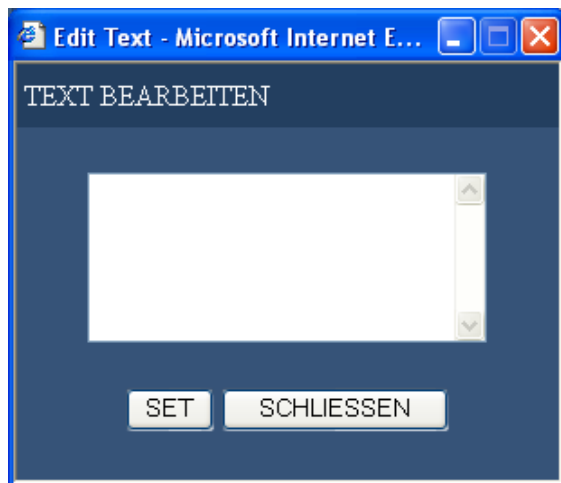 Edit Text - Microsoft Internet E...
TEXT BEARBEITEN
SET SCHLIESSEN